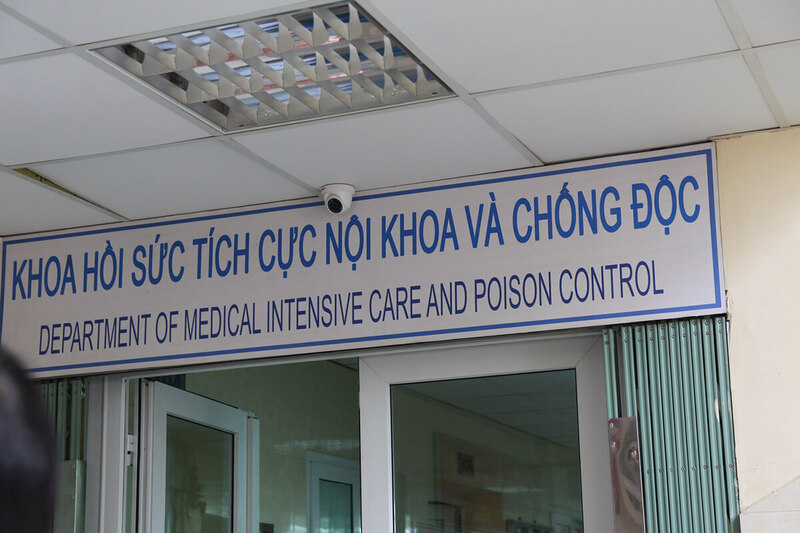 KHOA HỒI SỨC TÍCH CỰC NỘI KHOA VÀ CHỐNG ĐỘC
DEPARTMENT OF MEDICAL INTENSIVE CARE AND POISON CONTROL